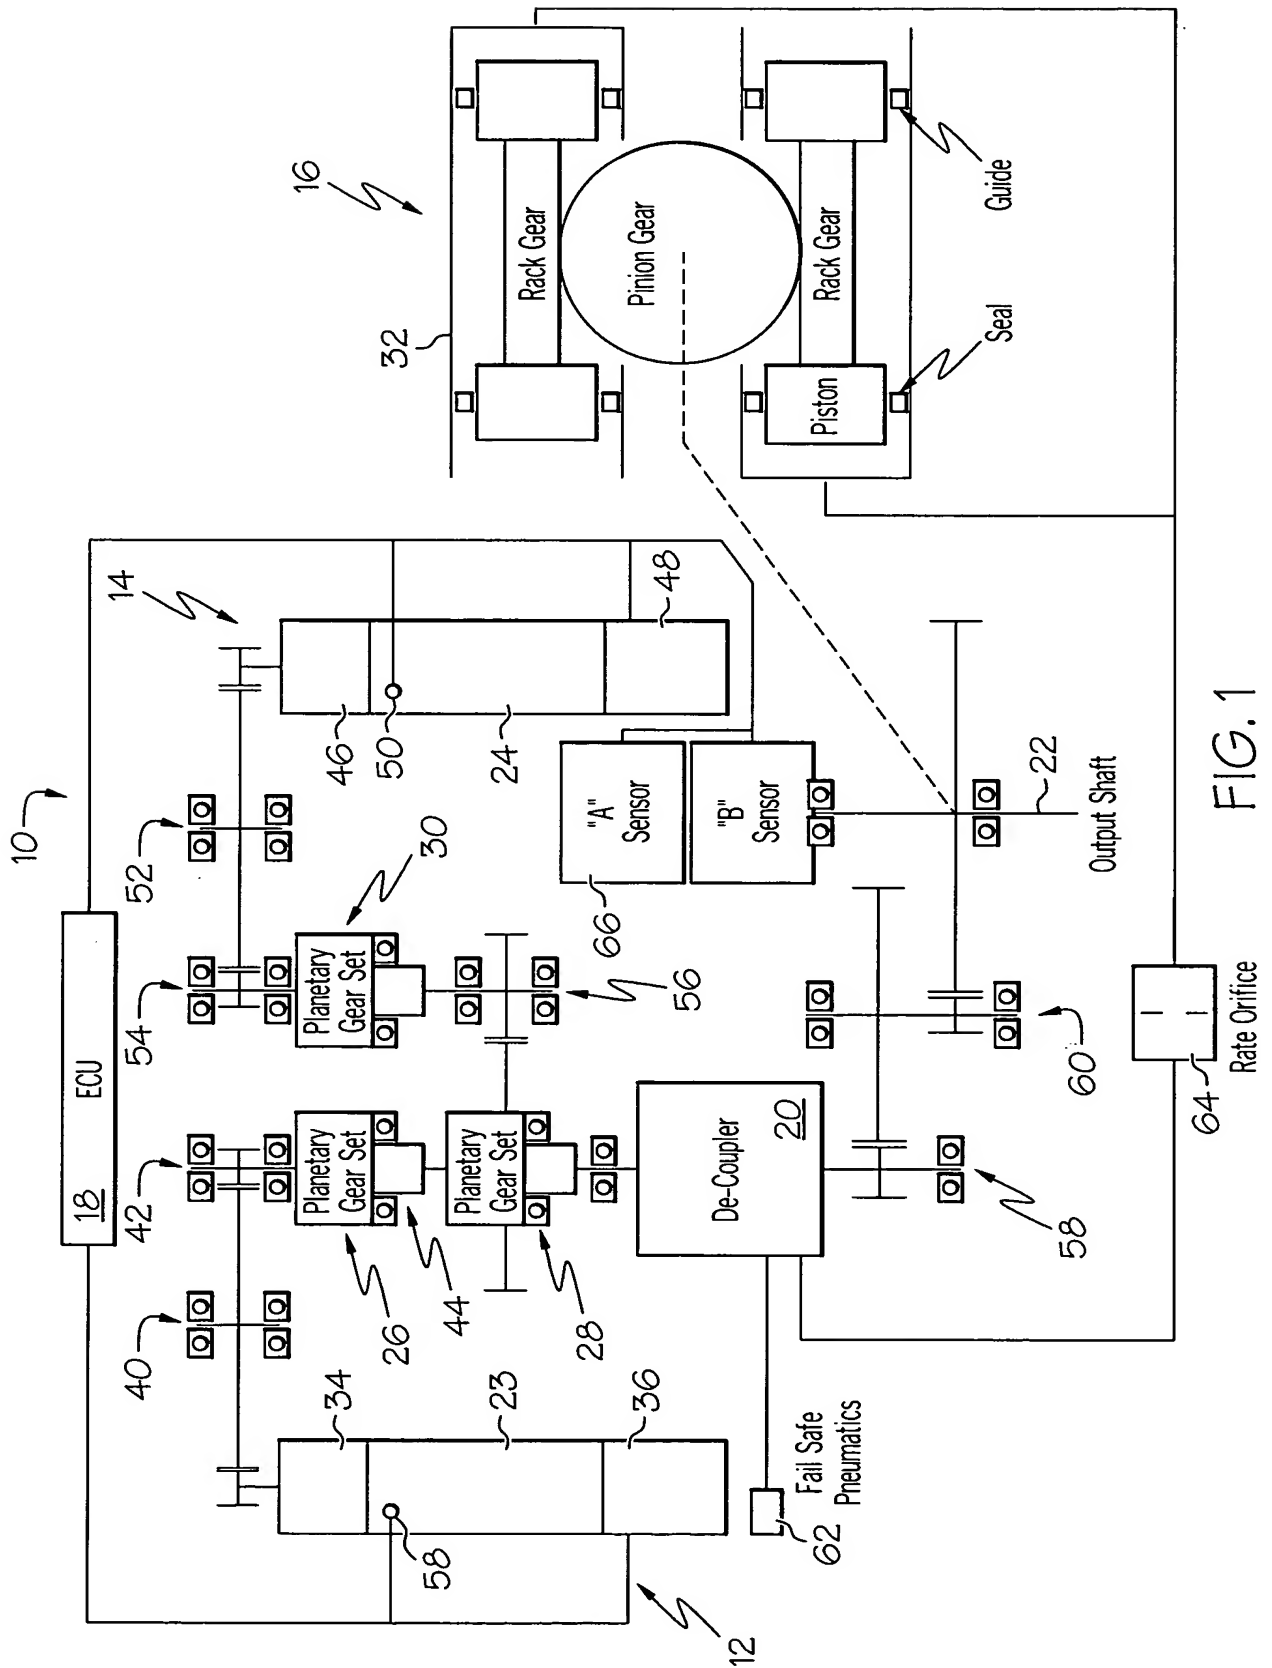 10
18 ECU
12
34
23
36
58
40
42
54
52
14
46
50
24
48
Planetary
Gear Set
26
44
Planetary
Gear Set
30
Planetary
Gear Set
28
56
De-Coupler
20
66
"A"
Sensor
"B"
Sensor
62
Fail Safe
Pneumatics
58
60
22
Output Shaft
64
Rate Orifice
16
32
Rack Gear
Pinion Gear
Rack Gear
Piston
Seal
Guide
FIG. 1